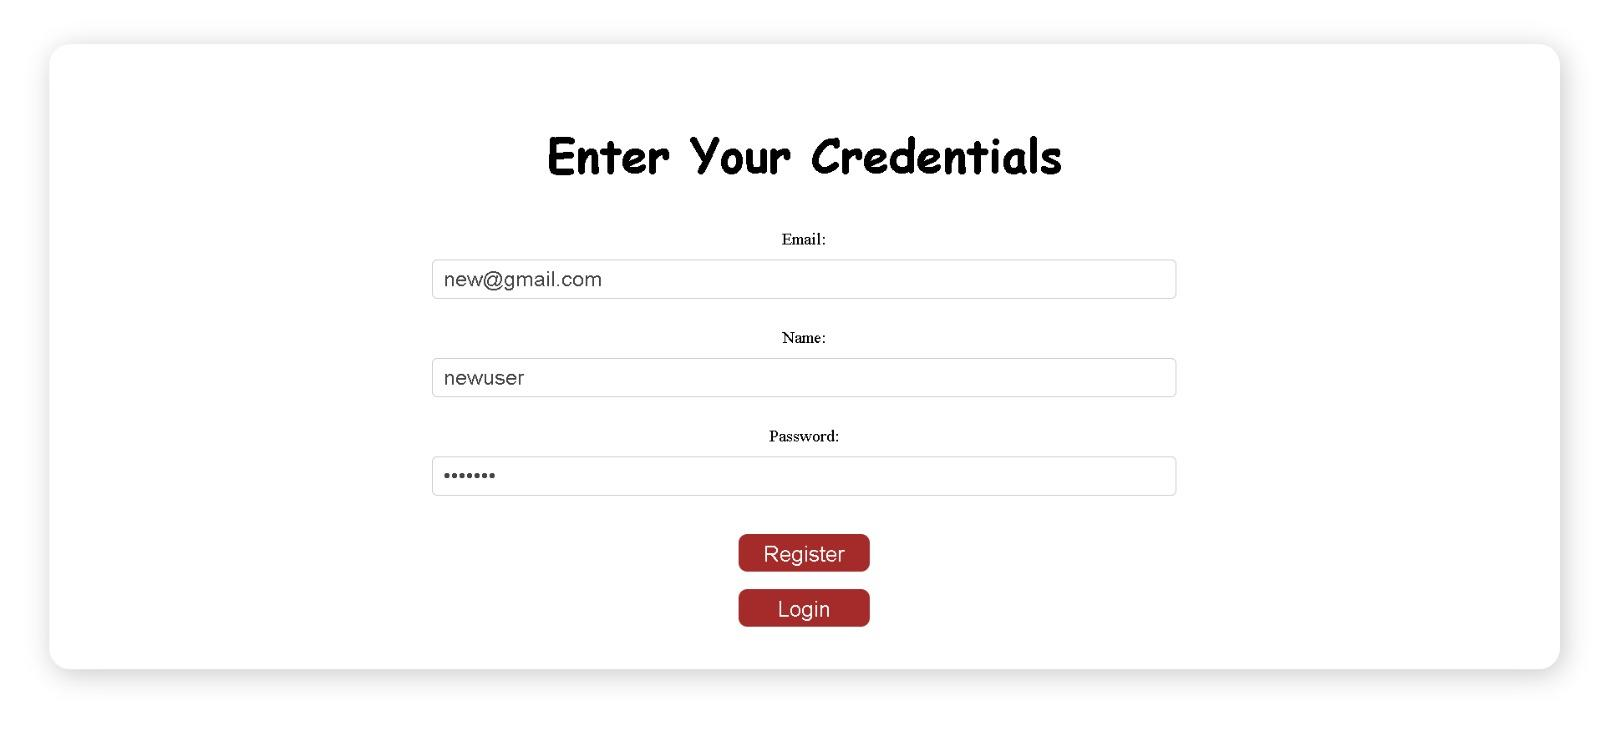 Enter Your Credentials
Email:
new@gmail.com
Name:
newuser
Password:
•••••••
Register
Login